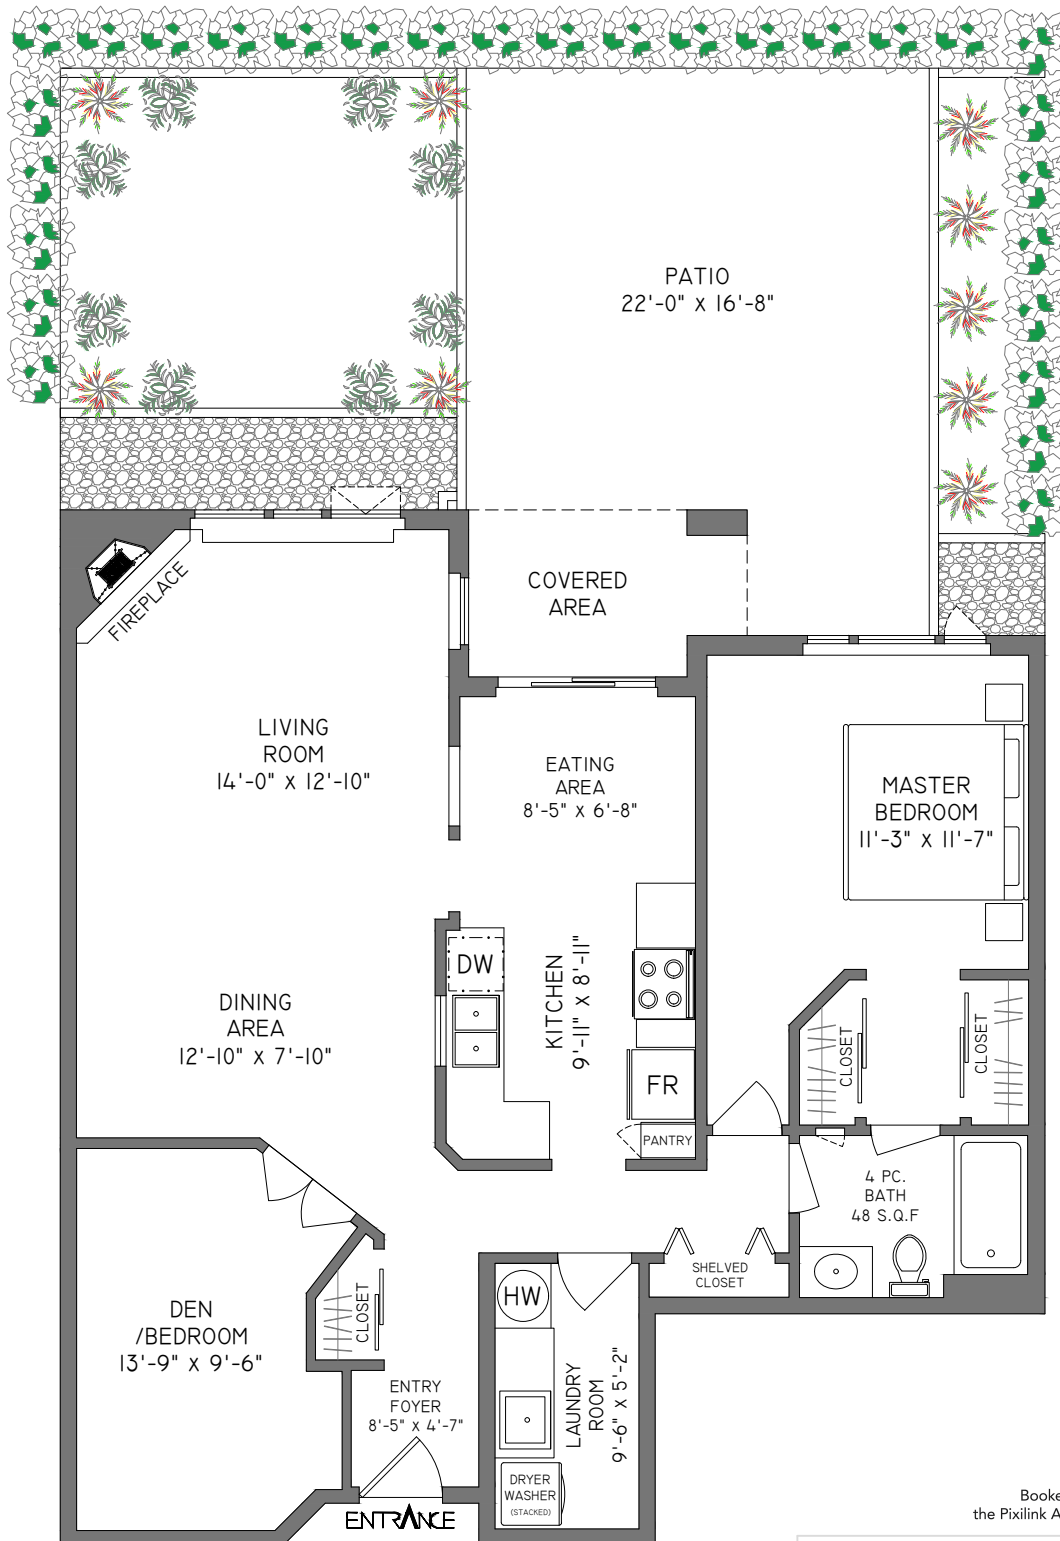 PATIO
22'-0" X 16'-8"
COVERED
AREA
FIREPLACE
LIVING
ROOM
14'-0" X 12'-10"
EATING
AREA
8'-5" X 6'-8"
MASTER
BEDROOM
11'-3" X 11'-7"
DW
KITCHEN
9'-11" X 8'-11"
DINING
AREA
12'-10" X 7'-10"
FR
PANTRY
CLOSET
CLOSET
4 PC.
BATH
48 S.Q.F
SHELVED
CLOSET
HW
DEN
/BEDROOM
13'-9" X 9'-6"
CLOSET
ENTRY
FOYER
8'-5" X 4'-7"
LAUNDRY
ROOM
9'-6" X 5'-2"
DRYER
WASHER
(STACKED)
ENTRANCE
Booke
the Pixilink A